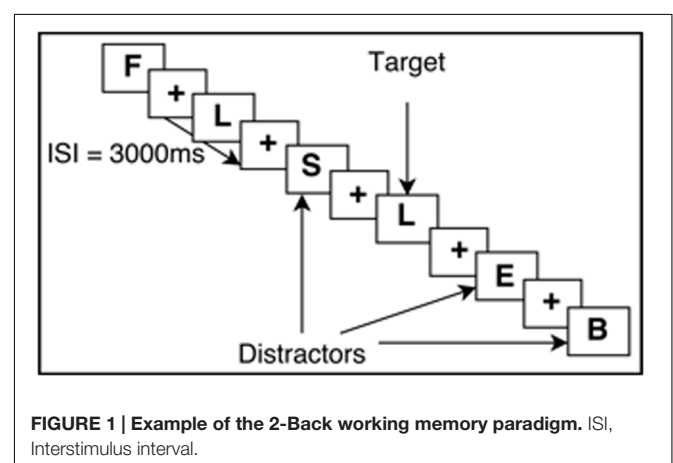 F
Target
+
L
+
ISI = 3000ms
S
+
L
+
E
+
B
Distractors
FIGURE 1 | Example of the 2-Back working memory paradigm. ISI,
Interstimulus interval.